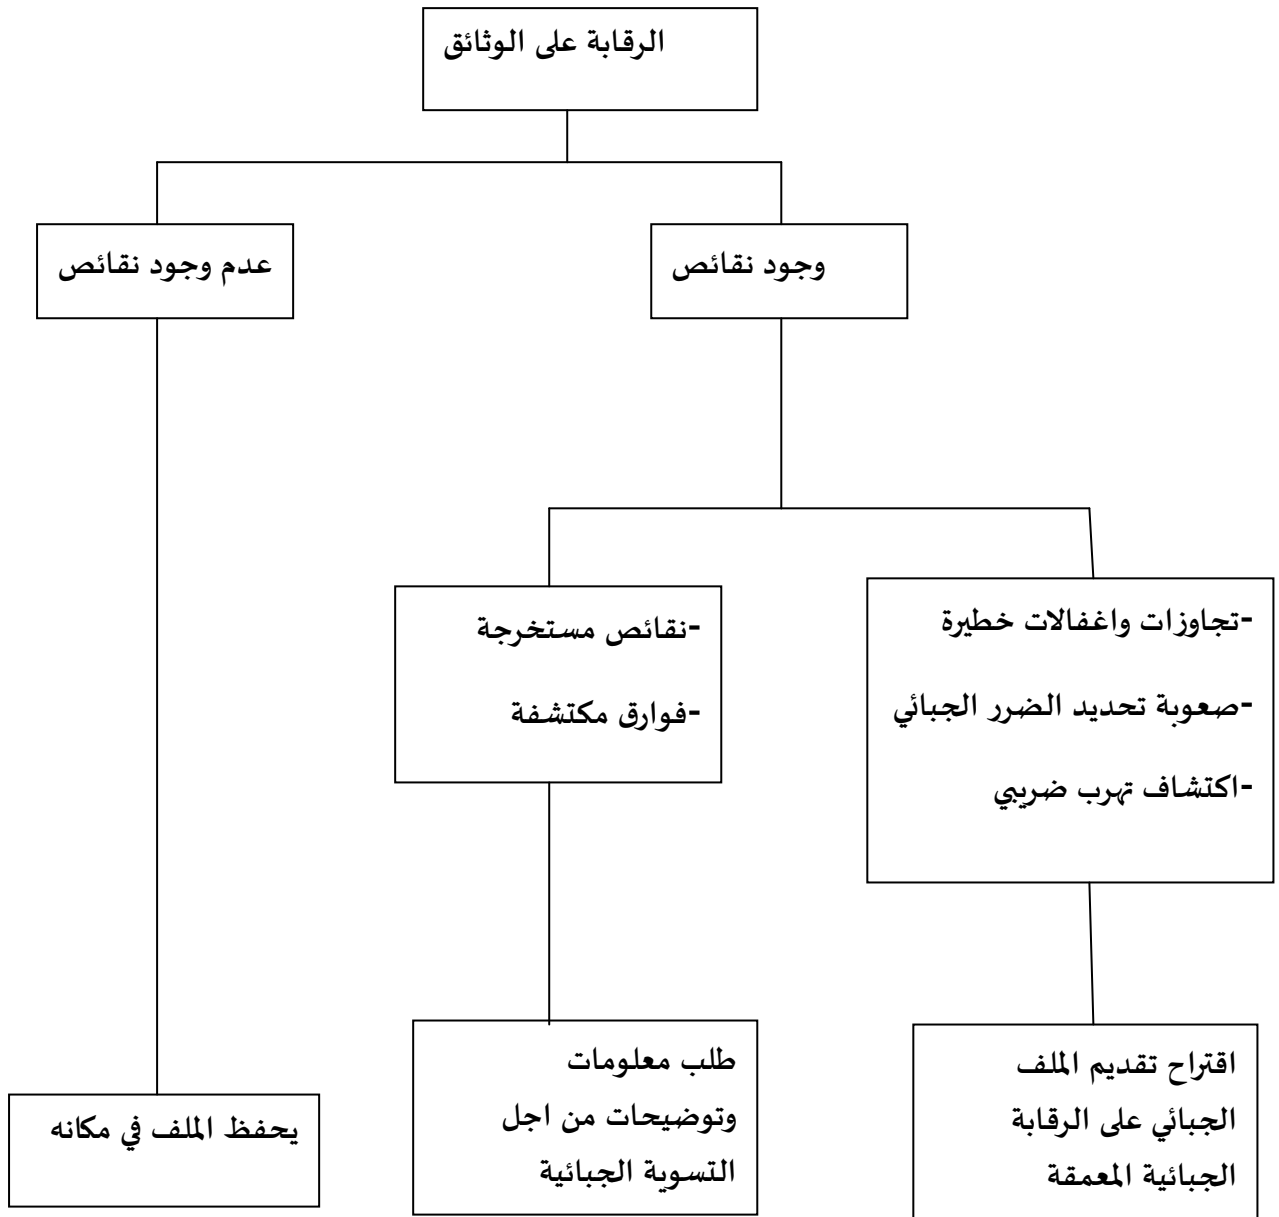 الرقابة على الوثائق
وجود نقائص
عدم وجود نقائص
-تجاوزات واغفالات خطيرة
-صعوبة تحديد الضرر الجبائي
-اكتشاف تهرب ضريبي
-نقائص مستخرجة
-فوارق مكتشفة
اقتراح تقديم الملف
الجبائي على الرقابة
الجبائية المعمقة
طلب معلومات
وتوضيحات من اجل
التسوية الجبائية
يحفظ الملف في مكانه